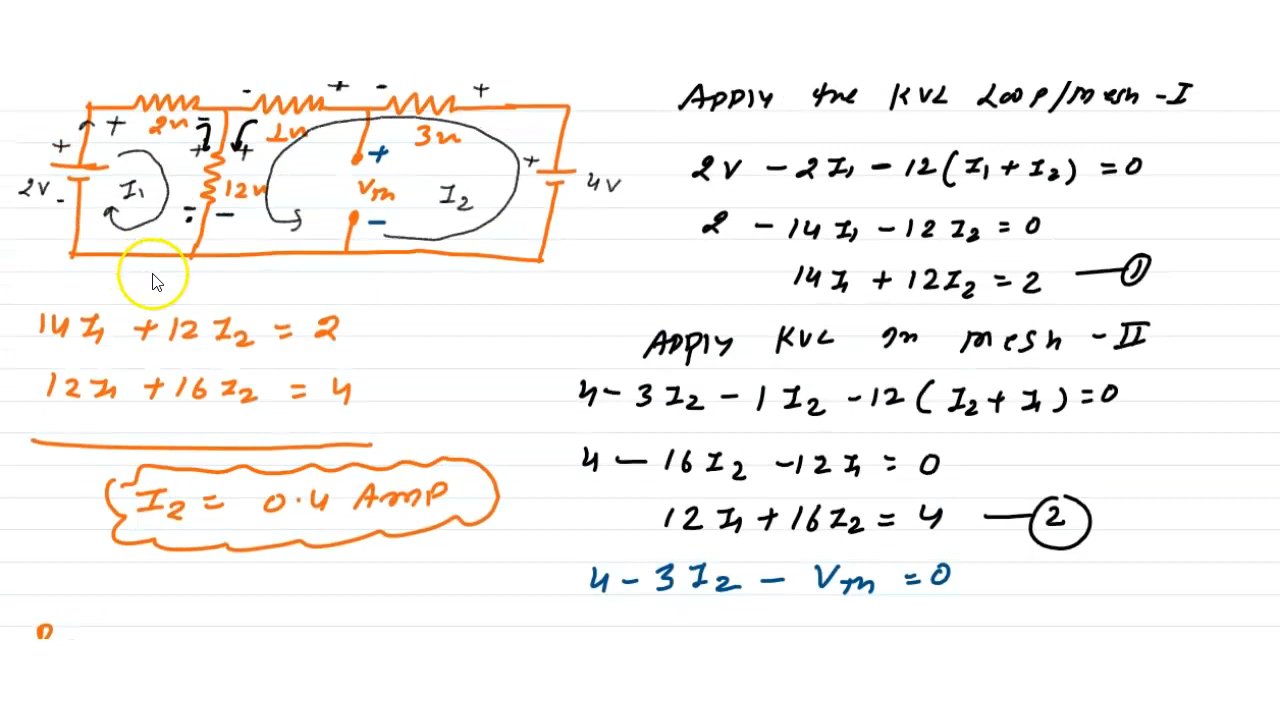 2Ω
1Ω
3Ω
+
-
-
+
-
+
2V
+
-
I₁
12Ω
+
+
-
-
+
Vth
-
I₂
+
4V
14I₁ + 12I₂ = 2
12I₁ + 16I₂ = 4
I₂ = 0.4 Amp
Apply the KVL Loop/mesh - I
2V - 2I₁ - 12(I₁ + I₂) = 0
2 - 14I₁ - 12I₂ = 0
14I₁ + 12I₂ = 2 — ①
Apply KVL in mesh - II
4 - 3I₂ - 1I₂ - 12(I₂ + I₁) = 0
4 - 16I₂ - 12I₁ = 0
12I₁ + 16I₂ = 4 — ②
4 - 3I₂ - Vth = 0